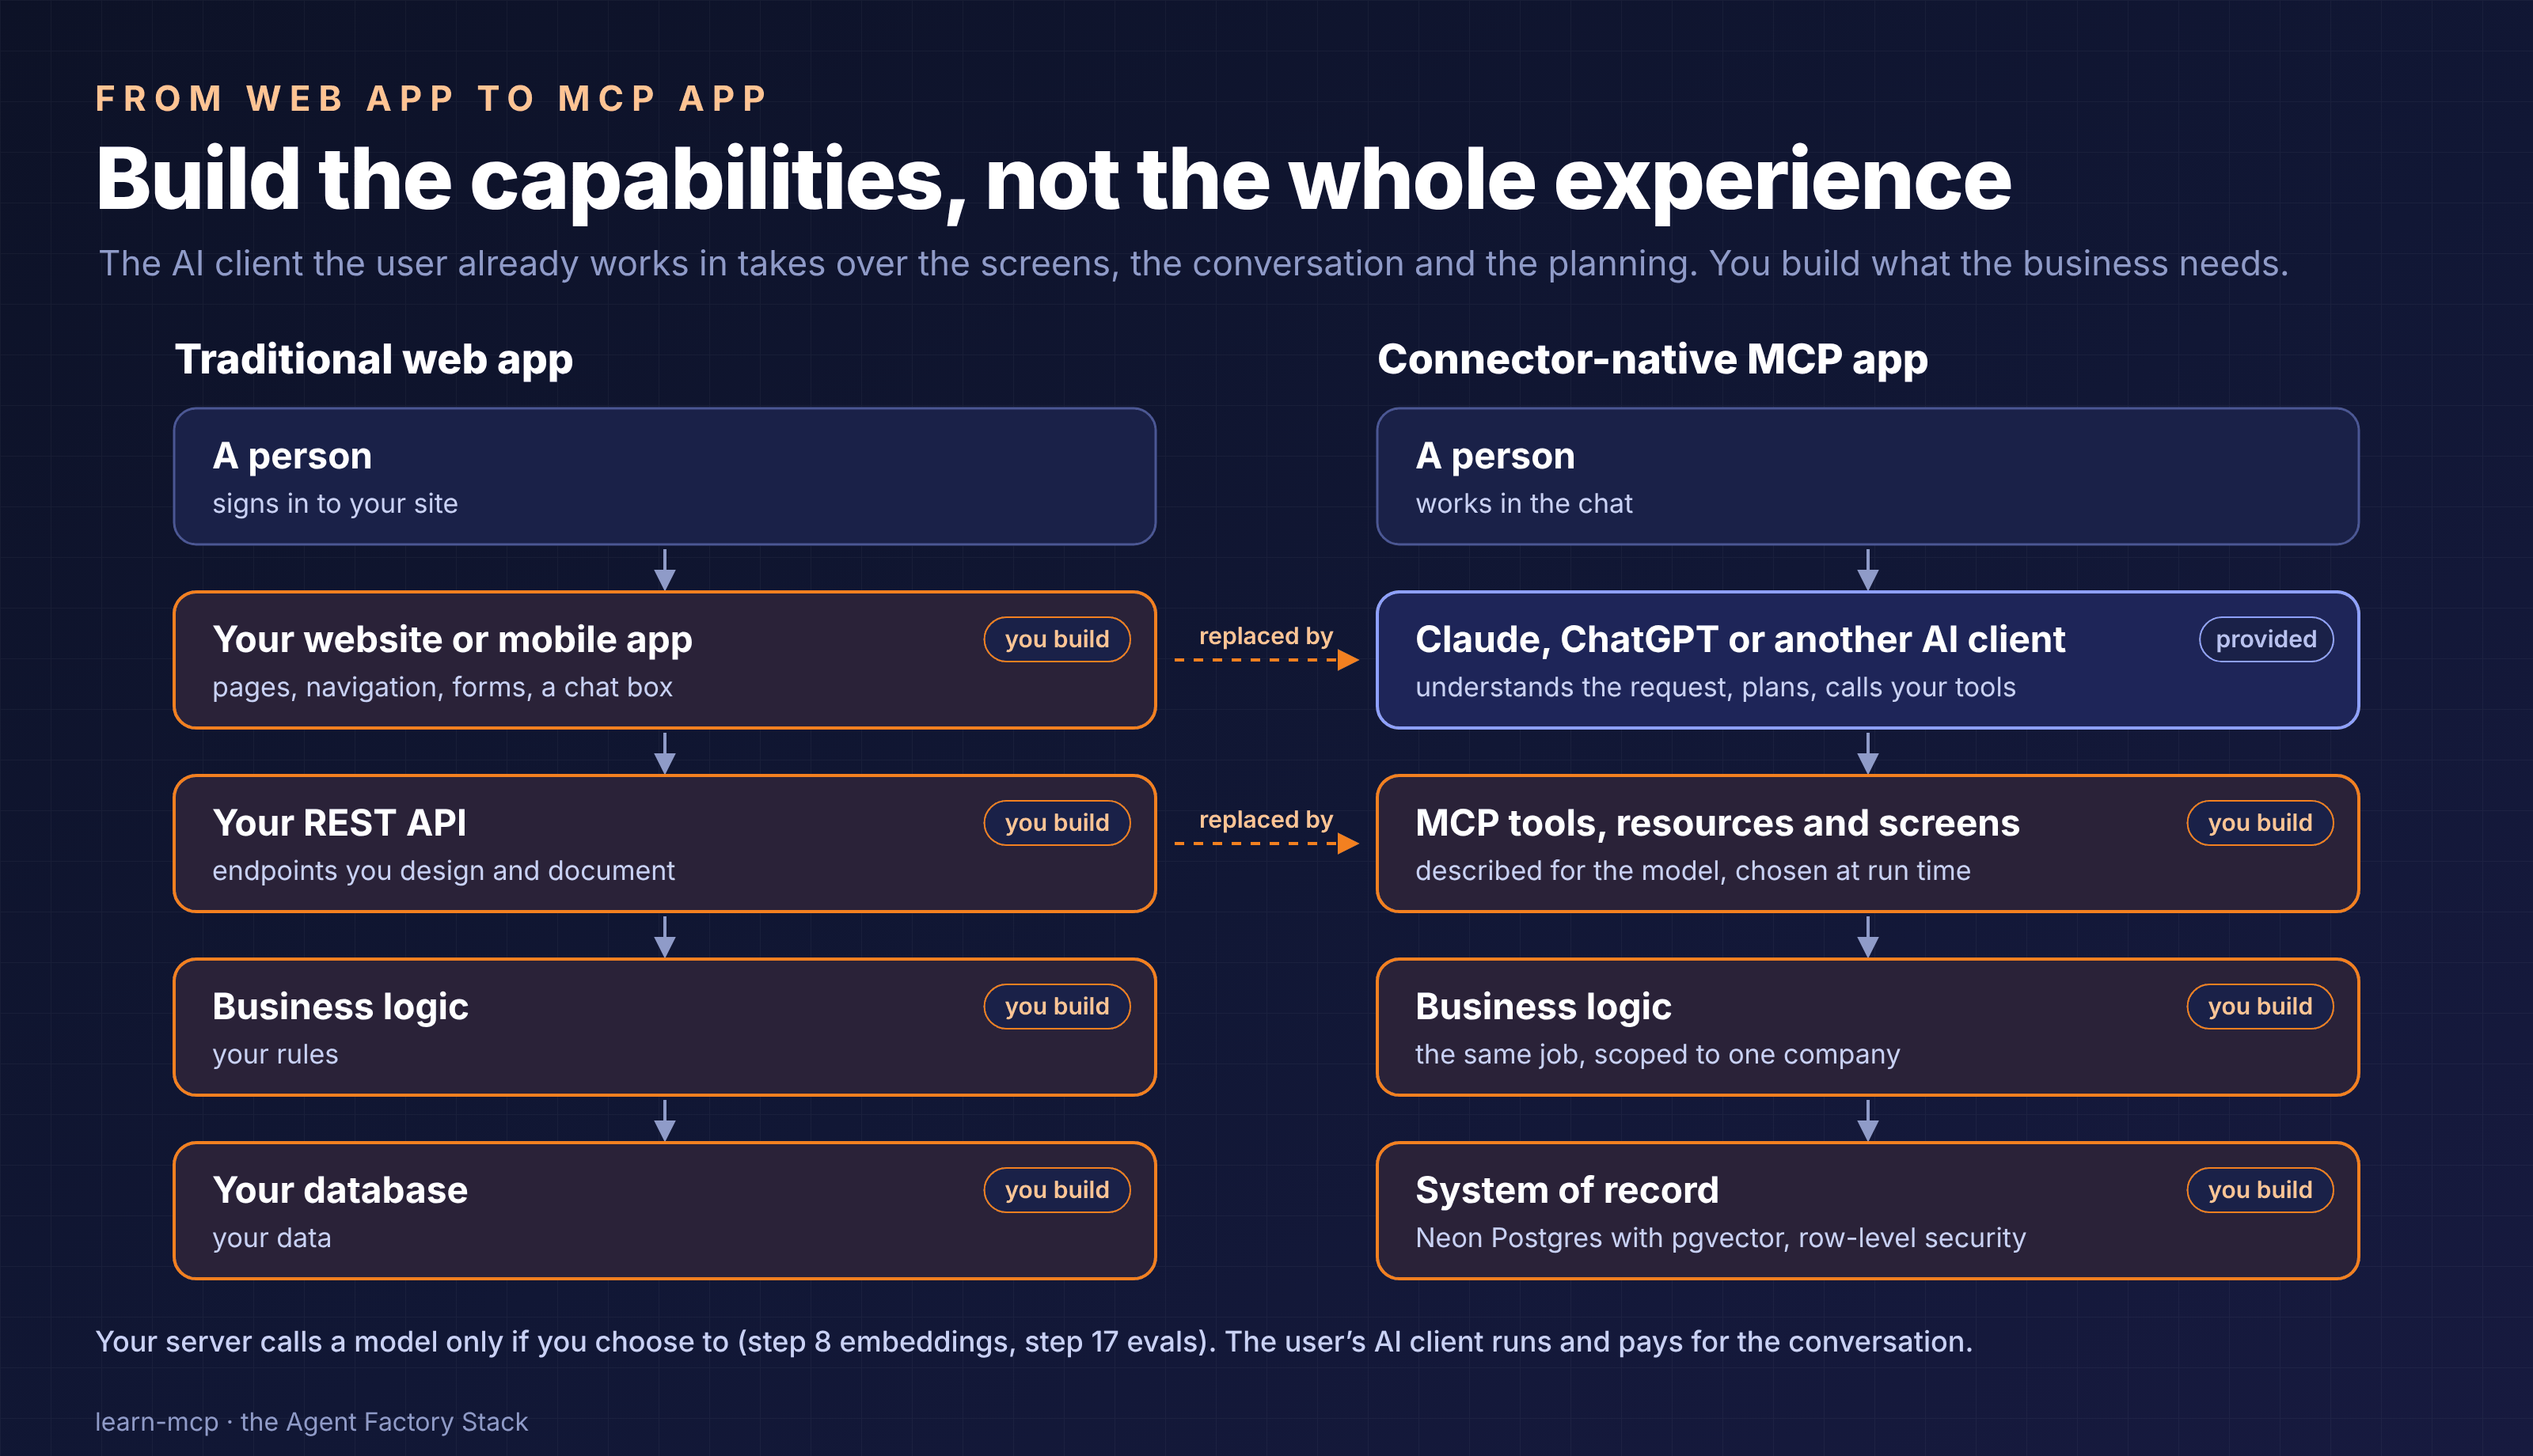 FROM WEB APP TO MCP APP
Build the capabilities, not the whole experience
The AI client the user already works in takes over the screens, the conversation and the planning. You build what the business needs.
Traditional web app
A person
signs in to your site
Your website or mobile app
you build
pages, navigation, forms, a chat box
Your REST API
you build
endpoints you design and document
Business logic
you build
your rules
Your database
you build
your data
replaced by
replaced by
Connector-native MCP app
A person
works in the chat
Claude, ChatGPT or another AI client
provided
understands the request, plans, calls your tools
MCP tools, resources and screens
you build
described for the model, chosen at run time
Business logic
you build
the same job, scoped to one company
System of record
you build
Neon Postgres with pgvector, row-level security
Your server calls a model only if you choose to (step 8 embeddings, step 17 evals). The user’s AI client runs and pays for the conversation.
learn-mcp · the Agent Factory Stack